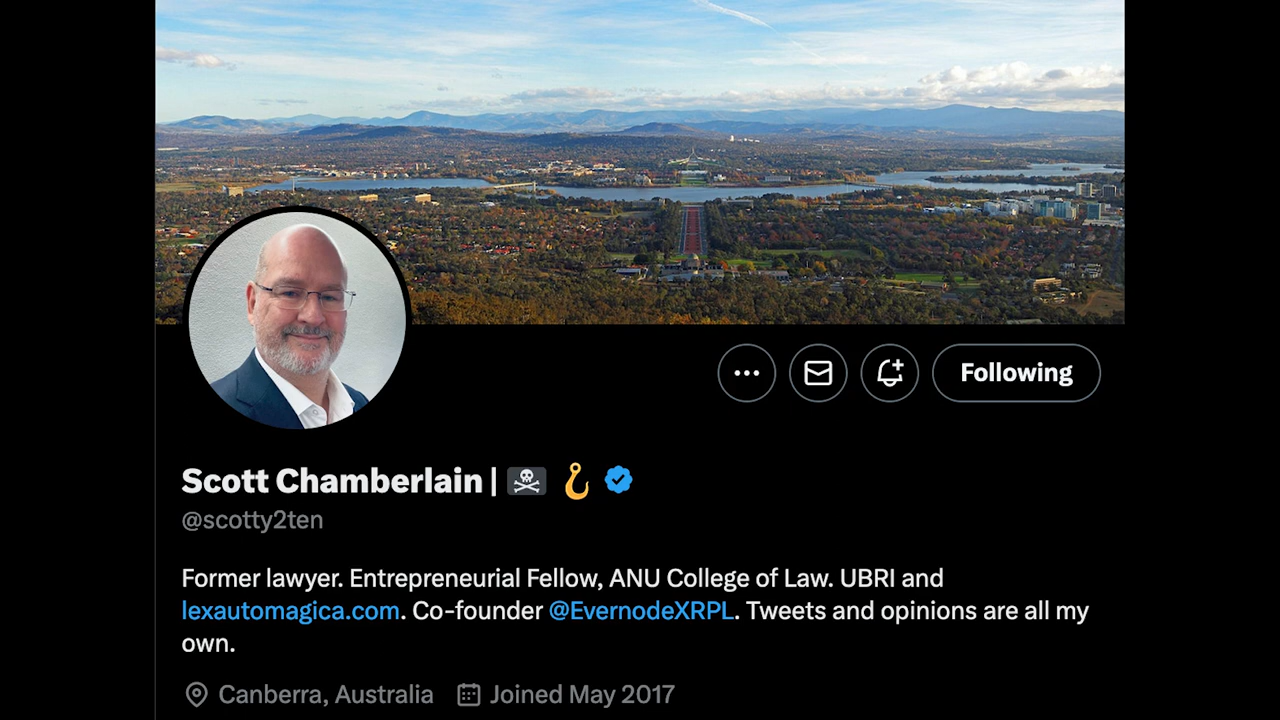 Following
Scott Chamberlain | 🏴‍☠️ 🪝
@scotty2ten
Former lawyer. Entrepreneurial Fellow, ANU College of Law. UBRI and
lexautomagica.com. Co-founder @EvernodeXRPL. Tweets and opinions are all my
own.
Canberra, Australia Joined May 2017